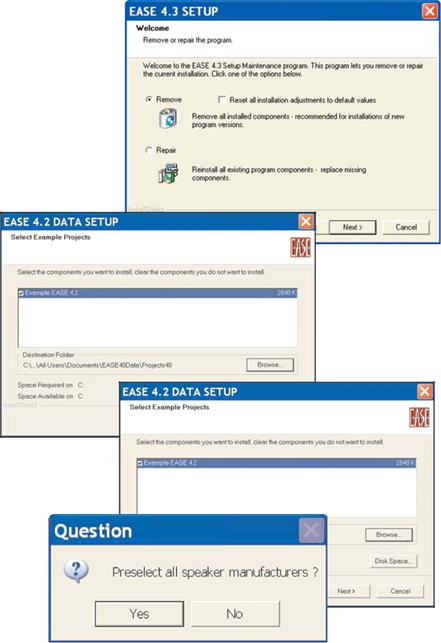 EASE 4.3 SETUP
Welcome
Remove or repair the program.
Welcome to the EASE 4.3 Setup Maintenance program. This program lets you remove or repair
the current installation. Click one of the options below.
Remove
Reset all installation adjustments to default values
Remove all installed components - recommended for installations of new
program versions.
Repair
Reinstall all existing program components - replace missing
components.
InstallShield
Next >
Cancel
EASE 4.2 DATA SETUP
Select Example Projects
EASE
Select the components you want to install, clear the components you do not want to install.
Example EASE 4.2 2040 K
Destination Folder
C:\...\All Users\Documents\EASE40Data\Projects40
Browse...
Space Required on C:
Space Available on C:
InstallShield
EASE 4.2 DATA SETUP
Select Example Projects
EASE
Select the components you want to install, clear the components you do not want to install.
Example EASE 4.2 2040 K
Browse...
Disk Space...
Next >
Cancel
Question
Preselect all speaker manufacturers ?
Yes
No